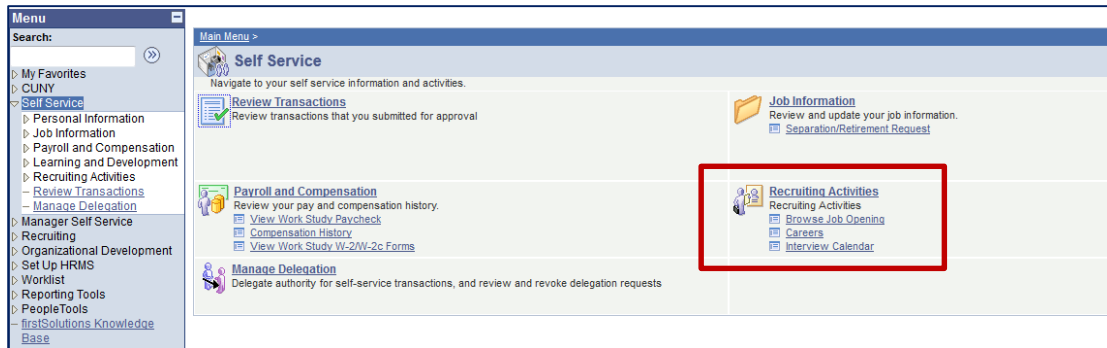 Menu
Search:
My Favorites
CUNY
Self Service
Personal Information
Job Information
Payroll and Compensation
Learning and Development
Recruiting Activities
Review Transactions
Manage Delegation
Manager Self Service
Recruiting
Organizational Development
Set Up HRMS
Worklist
Reporting Tools
PeopleTools
firstSolutions Knowledge
Base
Main Menu >
Self Service
Navigate to your self service information and activities.
Review Transactions
Review transactions that you submitted for approval
Job Information
Review and update your job information.
Separation/Retirement Request
Payroll and Compensation
Review your pay and compensation history.
View Work Study Paycheck
Compensation History
View Work Study W-2/W-2c Forms
Recruiting Activities
Recruiting Activities
Browse Job Opening
Careers
Interview Calendar
Manage Delegation
Delegate authority for self-service transactions, and review and revoke delegation requests